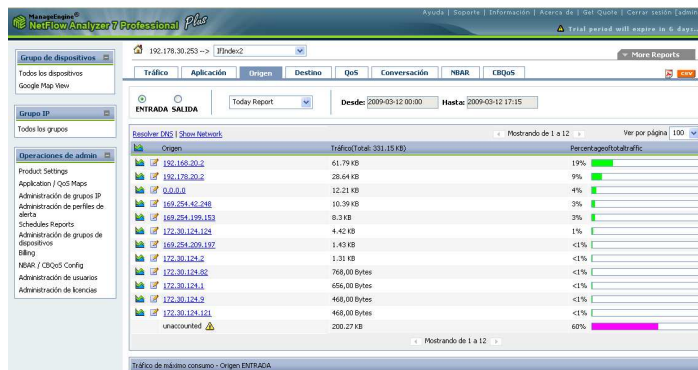 ManageEngine
NetFlow Analyzer 7 Professional Plus
Ayuda | Soporte | Información | Acerca de | Get Quote | Cerrar sesión [admin
Trial period will expire in 6 days.
192.178.30.253--> IfIndex2
More Reports
Grupo de dispositivos
Todos los dispositivos
Google Map View
Grupo IP
Todos los grupos
Operaciones de admin
Product Settings
Application / QoS Maps
Administración de grupos IP
Administración de perfiles de
alerta
Schedules Reports
Administración de grupos de
dispositivos
Billing
NBAR / CBQoS Config
Administración de usuarios
Administración de licencias
Tráfico Aplicación Origen Destino QoS Conversación NBAR CBQoS
CSV
ENTRADA SALIDA Today Report Desde: 2009-03-12 00:00 Hasta: 2009-03-12 17:15
Resolver DNS | Show Network Mostrando de 1 a 12 Ver por página 100
Origen Tráfico(Total: 331.15 KB) Percentageoftotaltraffic
192.168.20.2 61.79 KB 19%
192.178.20.2 28.64 KB 9%
0.0.0.0 12.21 KB 4%
169.254.42.248 10.39 KB 3%
169.254.199.153 8.3 KB 3%
172.30.124.124 4.42 KB 1%
169.254.209.197 1.43 KB <1%
172.30.124.2 1.31 KB <1%
172.30.124.82 768,00 Bytes <1%
172.30.124.1 656,00 Bytes <1%
172.30.124.9 468,00 Bytes <1%
172.30.124.121 468,00 Bytes <1%
unaccounted 200.27 KB 60%
Mostrando de 1 a 12
Tráfico de máximo consumo - Origen ENTRADA